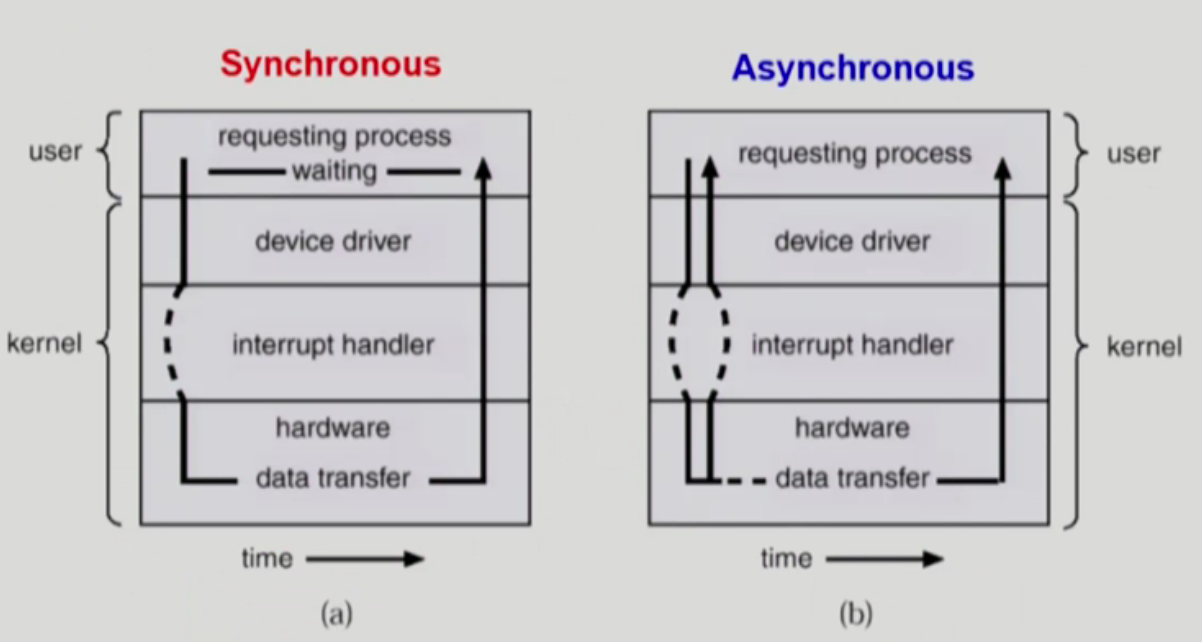 Synchronous
user
requesting process
waiting
device driver
kernel
interrupt handler
hardware
data transfer
time
(a)
Asynchronous
requesting process
user
device driver
interrupt handler
kernel
hardware
data transfer
time
(b)